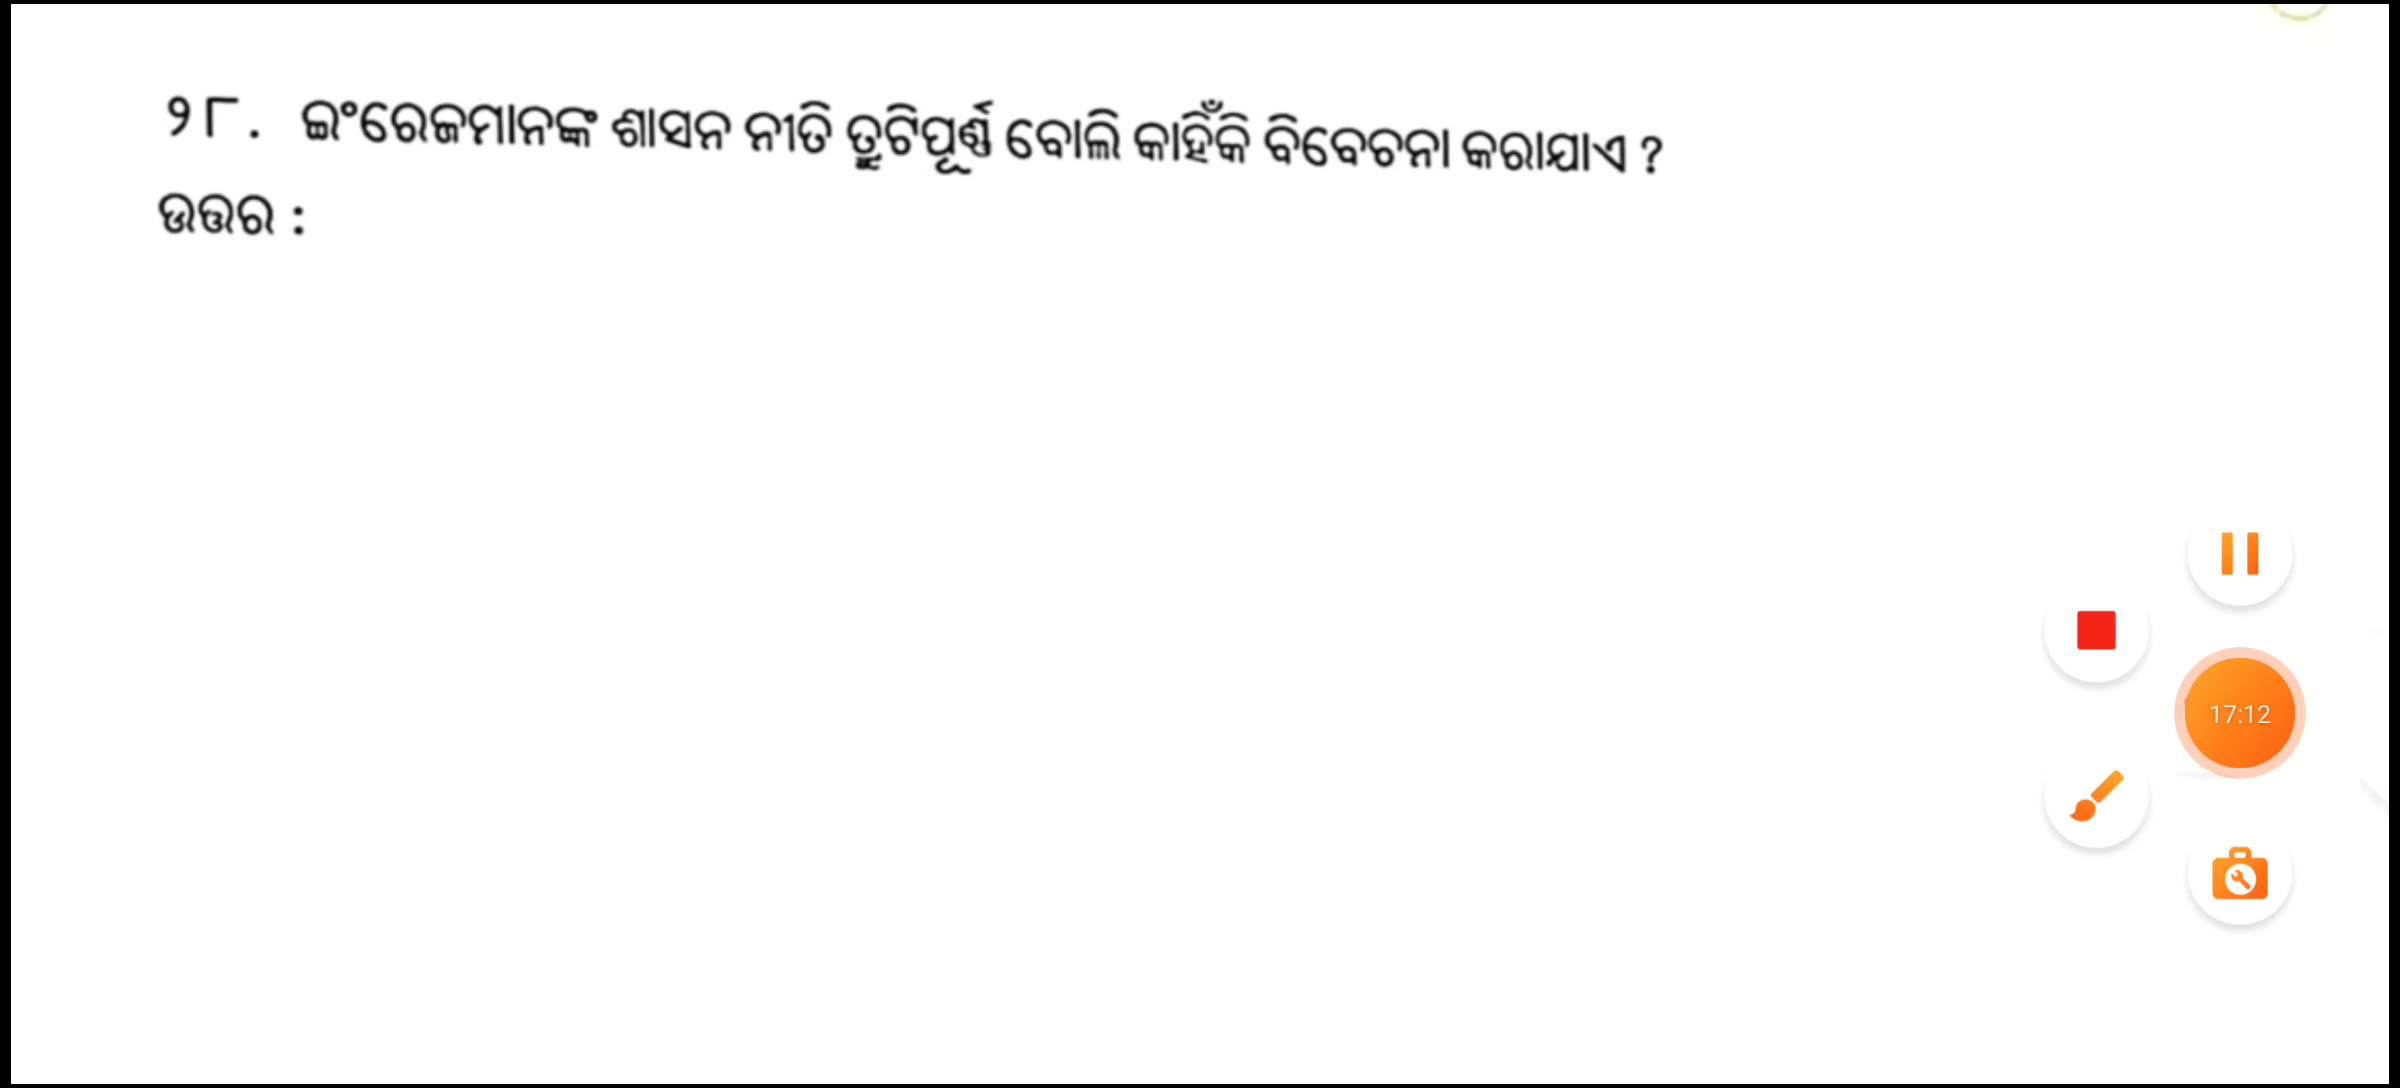 ୨୮. ଇଂରେଜମାନଙ୍କ ଶାସନ ନୀତି ତ୍ରୁଟିପୂର୍ଣ୍ଣ ବୋଲି କାହିଁକି ବିବେଚନା କରାଯାଏ ?
ଉତ୍ତର :
17:12